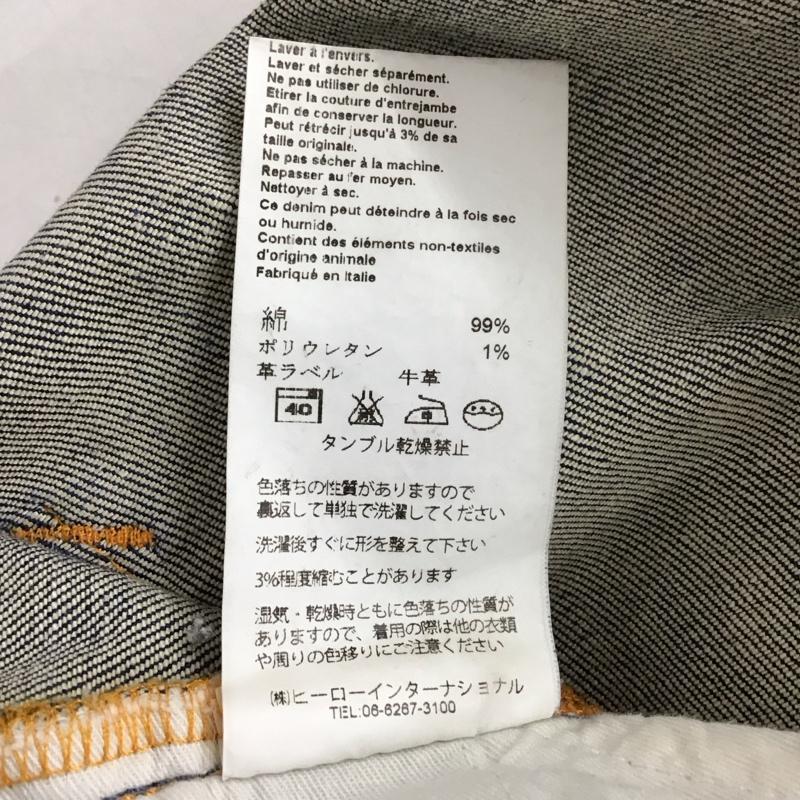 Laver à l'envers.
Laver et sécher séparément.
Ne pas utiliser de chlorure.
Etirer la couture d'entrejambe
afin de conserver la longueur.
Peut rétrécir jusqu'à 3% de sa
taille originale.
Ne pas sécher à la machine.
Repasser au fer moyen.
Nettoyer à sec.
Ce denim peut déteindre à la fois sec
ou humide.
Contient des éléments non-textiles
d'origine animale
Fabriqué en Italie
綿 99%
ポリウレタン 1%
革ラベル 牛革
40 中
タンブル乾燥禁止
色落ちの性質がありますので
裏返して単独で洗濯してください
洗濯後すぐに形を整えて下さい
3%程度縮むことがあります
湿気・乾燥時ともに色落ちの性質が
ありますので、着用の際は他の衣類
や周りの色移りにご注意ください
(株)ヒーローインターナショナル
TEL:06-6267-3100